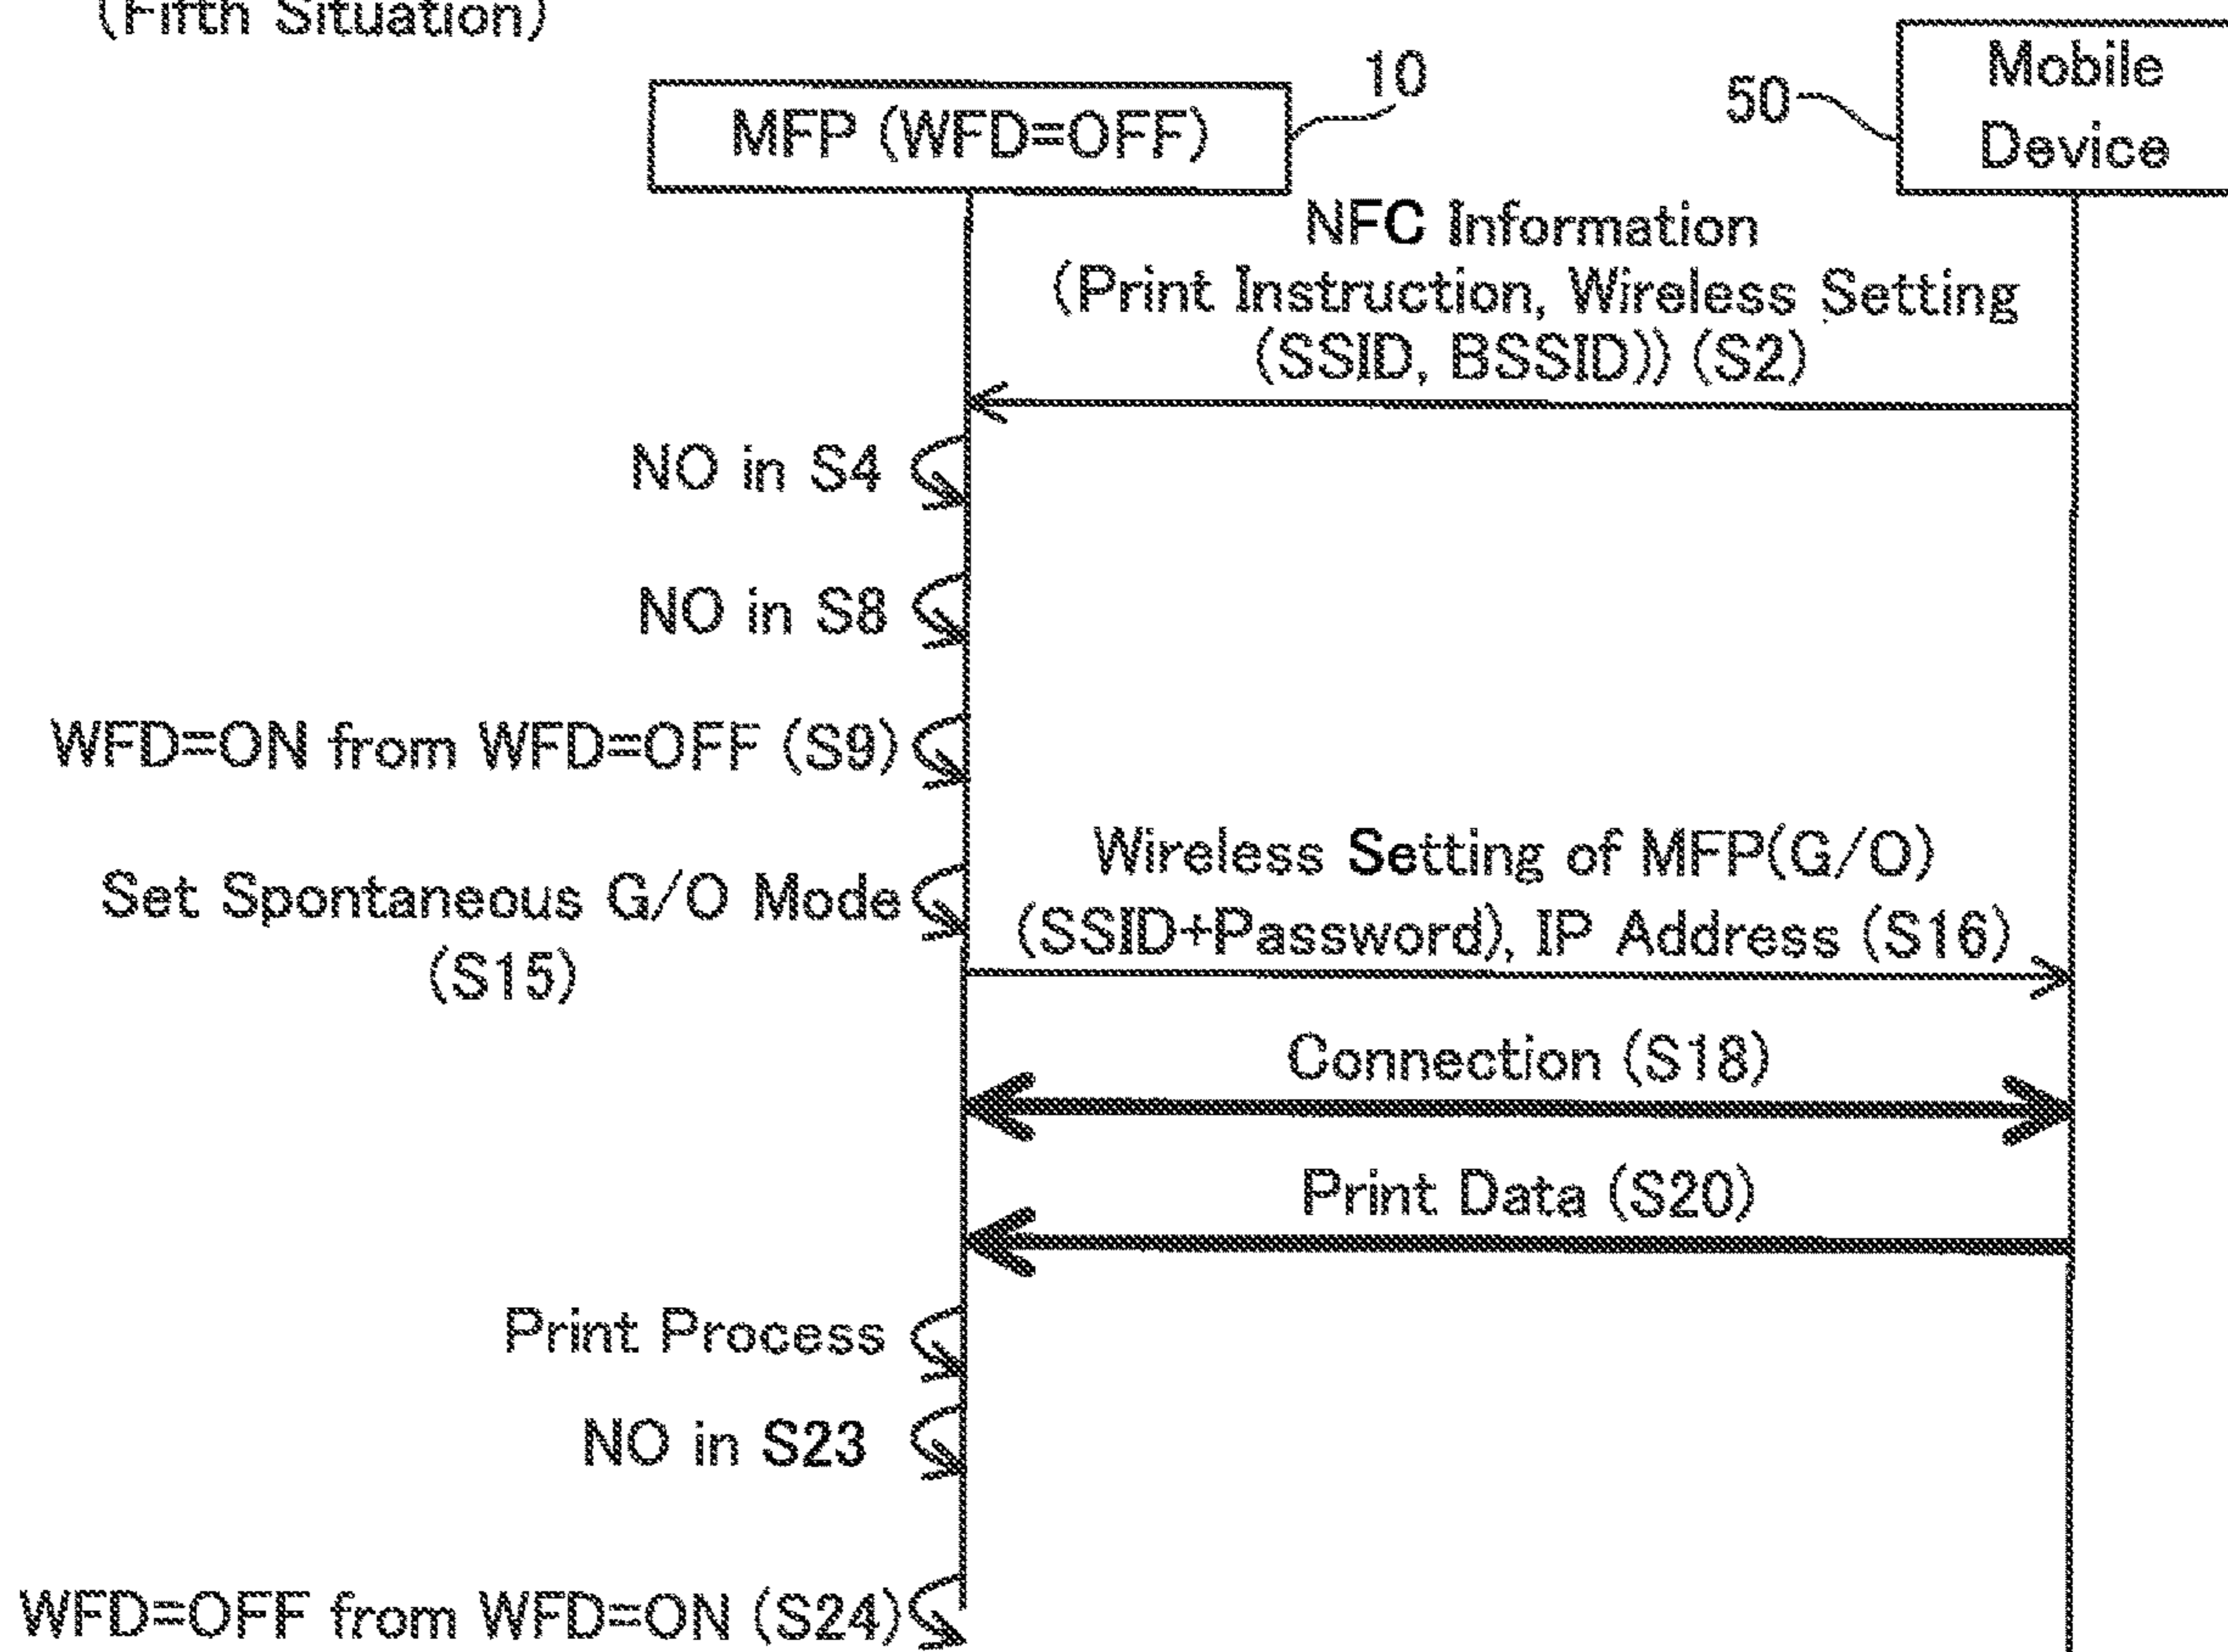 (Fifth Situation)
10
50
Mobile
Device
MFP (WFD=OFF)
NFC Information
(Print Instruction, Wireless Setting
(SSID, BSSID)) (S2)
NO in S4
NO in S8
WFD=ON from WFD=OFF (S9)
Set Spontaneous G/O Mode
(S15)
Wireless Setting of MFP(G/O)
(SSID+Password), IP Address (S16)
Connection (S18)
Print Data (S20)
Print Process
NO in S23
WFD=OFF from WFD=ON (S24)